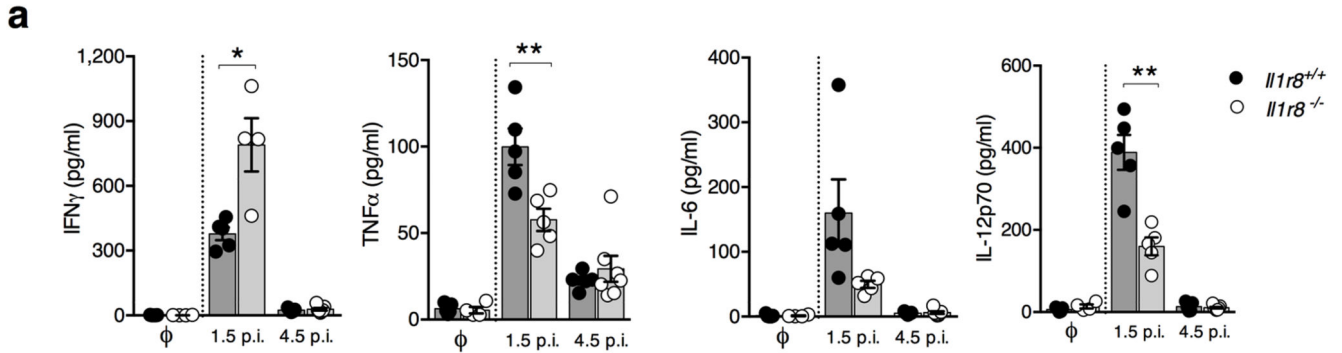 a
IFNγ (pg/ml)
1,200
900
600
300
0
*
ϕ
1.5 p.i.
4.5 p.i.
TNFα (pg/ml)
150
100
50
0
**
ϕ
1.5 p.i.
4.5 p.i.
IL-6 (pg/ml)
400
300
200
100
0
ϕ
1.5 p.i.
4.5 p.i.
IL-12p70 (pg/ml)
600
400
200
0
**
ϕ
1.5 p.i.
4.5 p.i.
Il1r8+/+
Il1r8 -/-